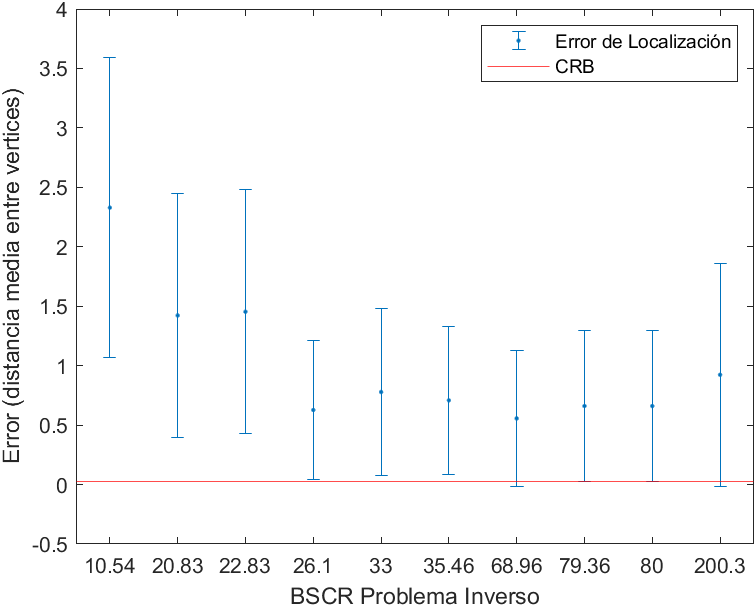 4
3.5
3
2.5
2
1.5
1
0.5
0
-0.5
Error (distancia media entre vertices)
Error de Localización
CRB
10.54 20.83 22.83 26.1 33 35.46 68.96 79.36 80 200.3
BSCR Problema Inverso